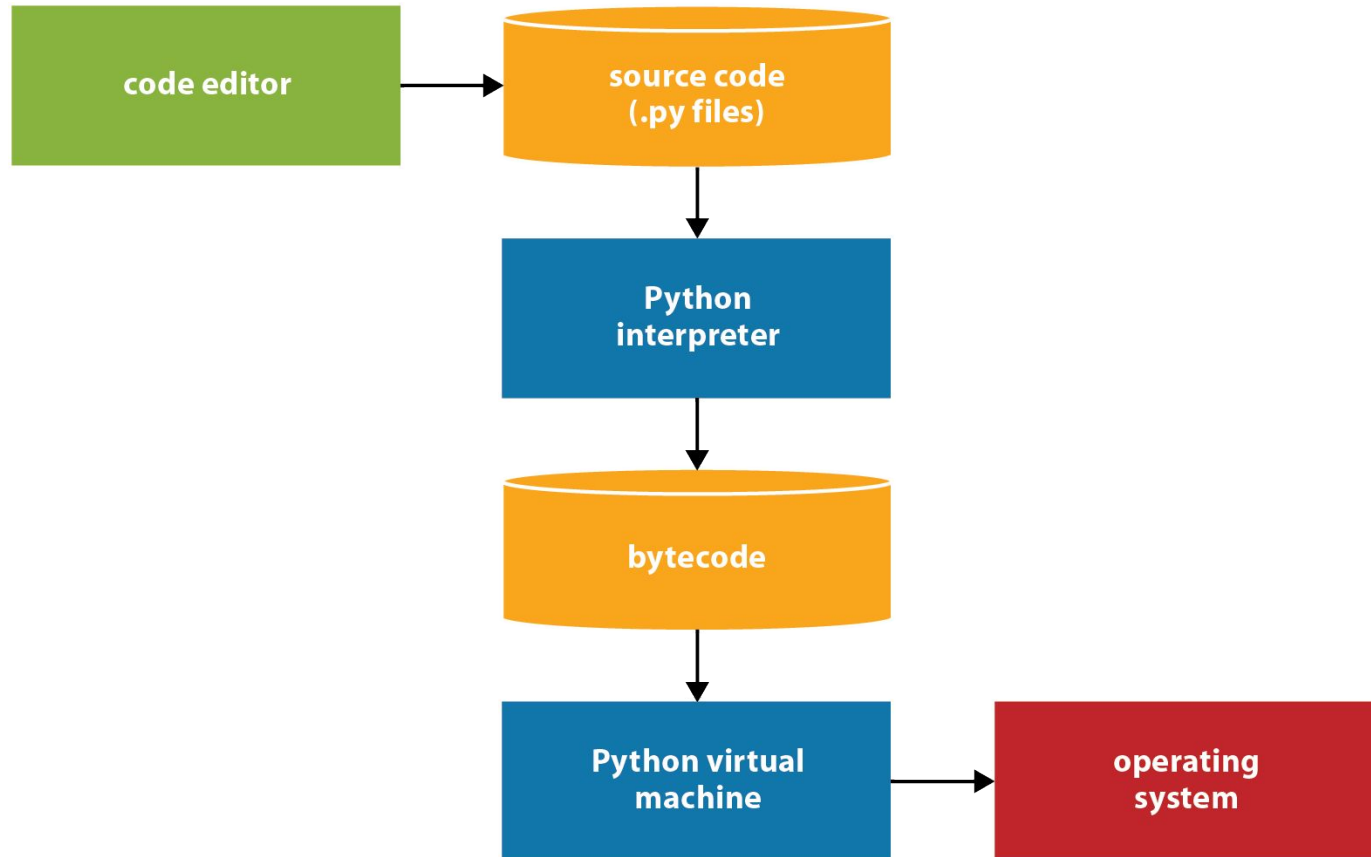 code editor
source code
(.py files)
Python
interpreter
bytecode
Python virtual
machine
operating
system